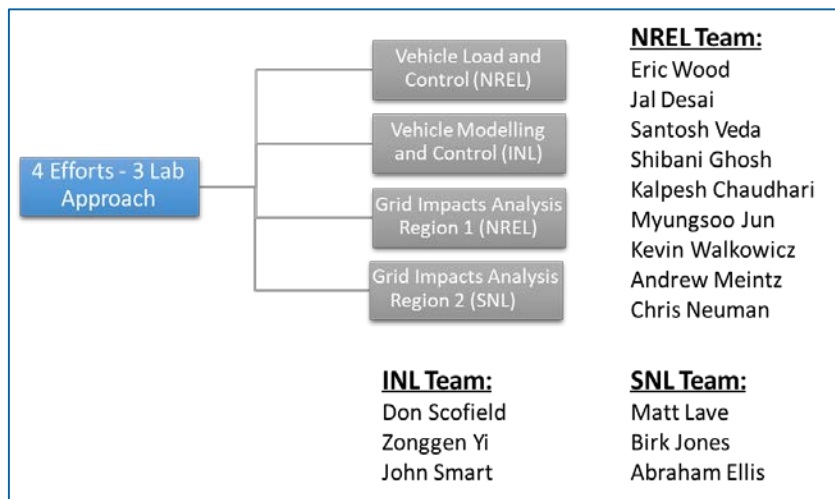 4 Efforts - 3 Lab
Approach
Vehicle Load and
Control (NREL)
Vehicle Modelling
and Control (INL)
Grid Impacts Analysis
Region 1 (NREL)
Grid Impacts Analysis
Region 2 (SNL)
NREL Team:
Eric Wood
Jal Desai
Santosh Veda
Shibani Ghosh
Kalpesh Chaudhari
Myungsoo Jun
Kevin Walkowicz
Andrew Meintz
Chris Neuman
INL Team:
Don Scofield
Zonggen Yi
John Smart
SNL Team:
Matt Lave
Birk Jones
Abraham Ellis